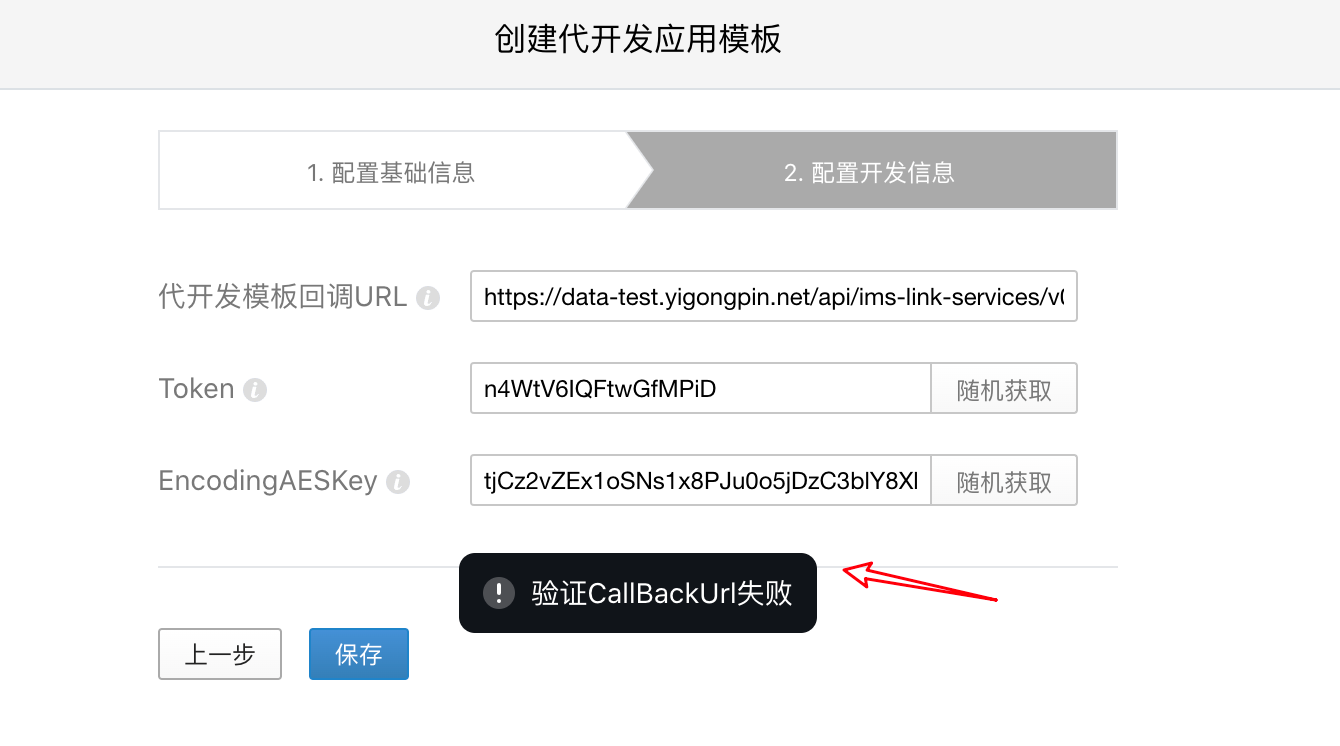 创建代开发应用模板
1. 配置基础信息
2. 配置开发信息
代开发模板回调URL
https://data-test.yigongpin.net/api/ims-link-services/v0
Token
n4WtV6IQFtwGfMPiD
随机获取
EncodingAESKey
tjCz2vZEx1oSNs1x8PJu0o5jDzC3blY8Xl
随机获取
验证CallBackUrl失败
上一步
保存